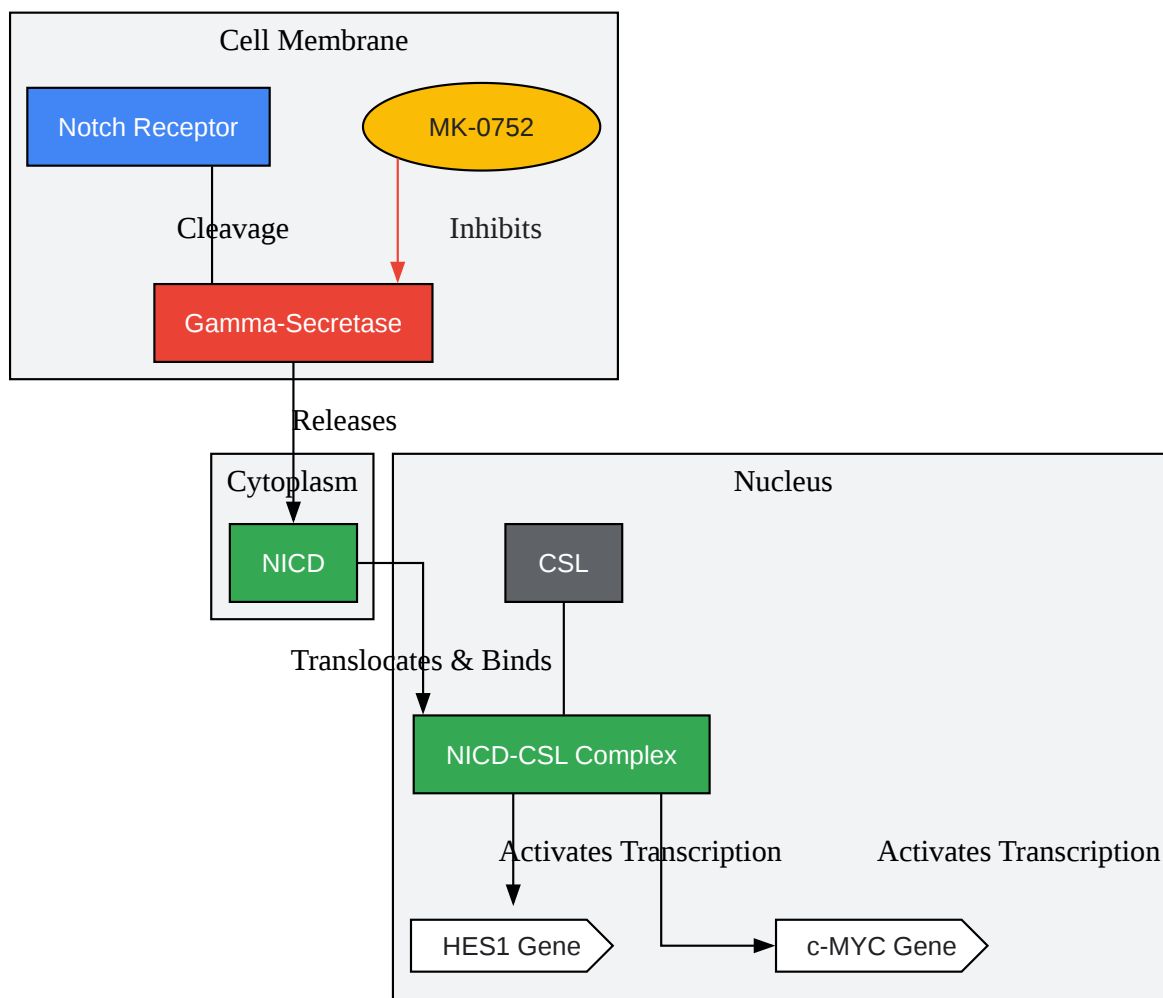 Cell Membrane
Notch Receptor
MK-0752
Cleavage
Inhibits
Gamma-Secretase
Releases
Cytoplasm
Nucleus
NICD
CSL
Translocates & Binds
NICD-CSL Complex
Activates Transcription
Activates Transcription
HES1 Gene
c-MYC Gene